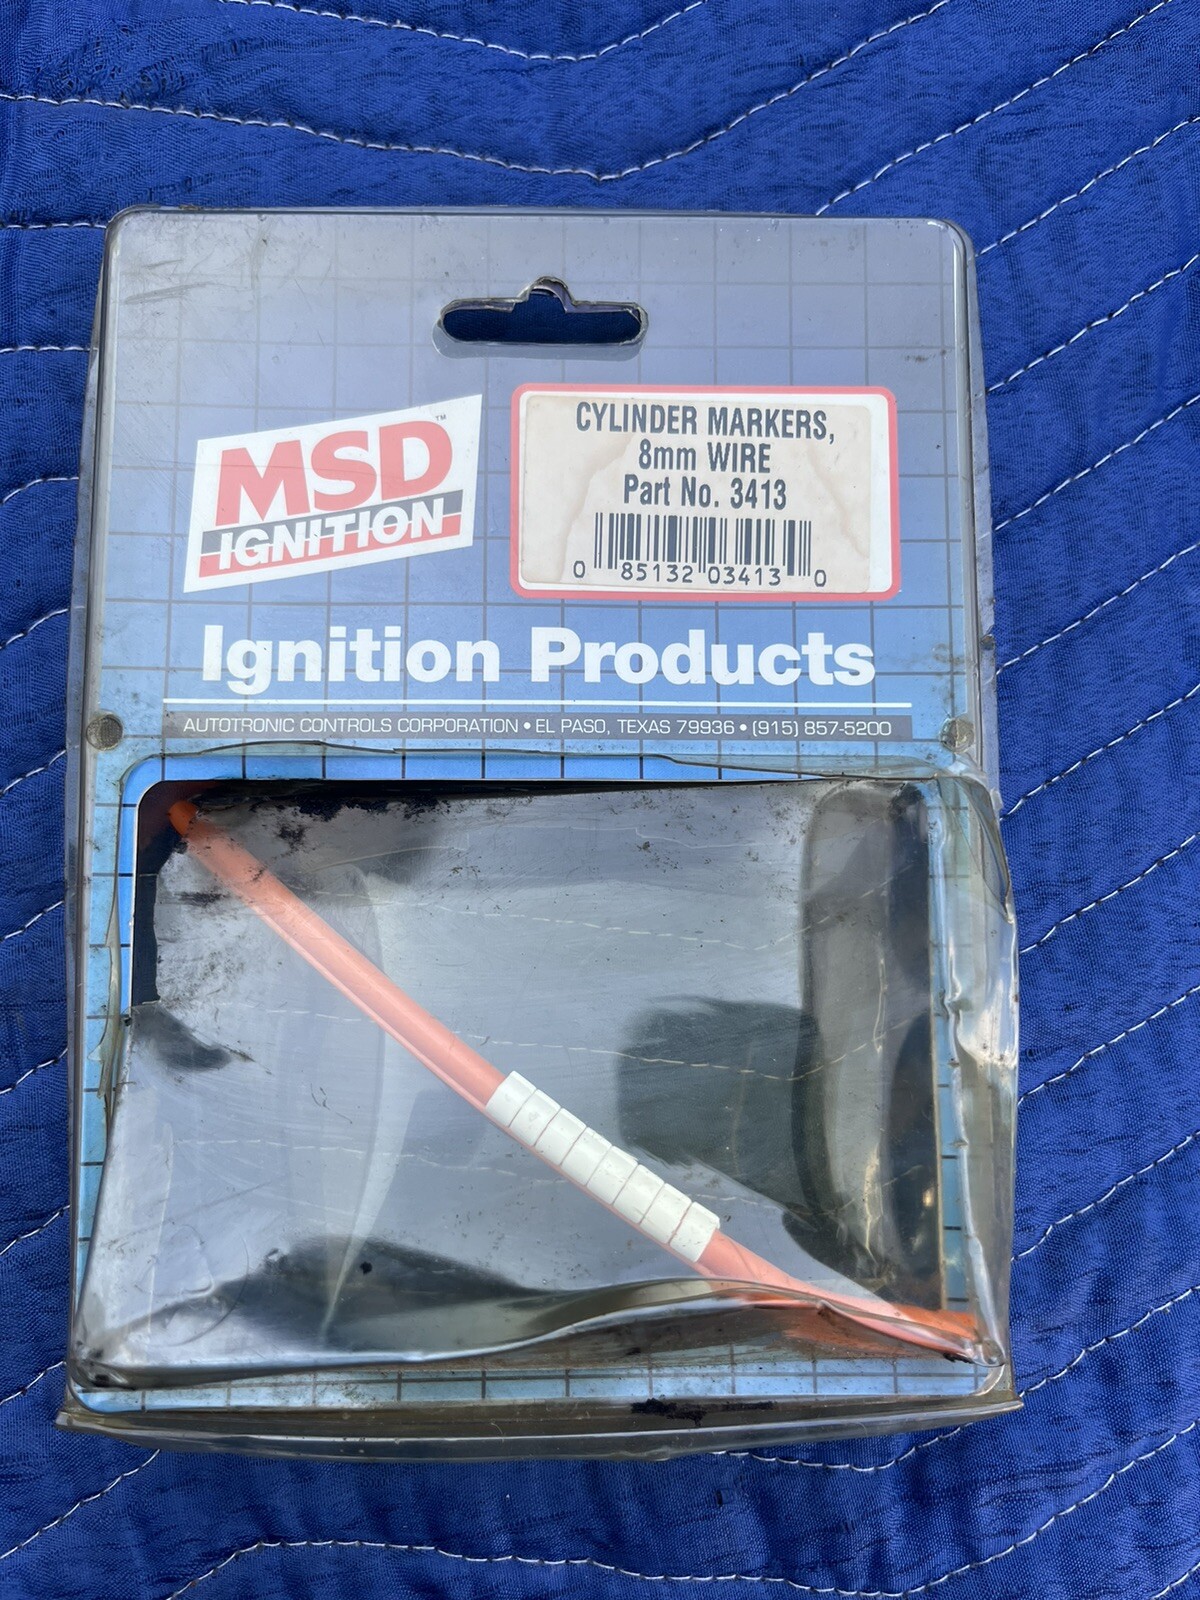 MSD™
IGNITION
CYLINDER MARKERS,
8mm WIRE
Part No. 3413
0 85132 03413 0
Ignition Products
AUTOTRONIC CONTROLS CORPORATION • EL PASO, TEXAS 79936 • (915) 857-5200